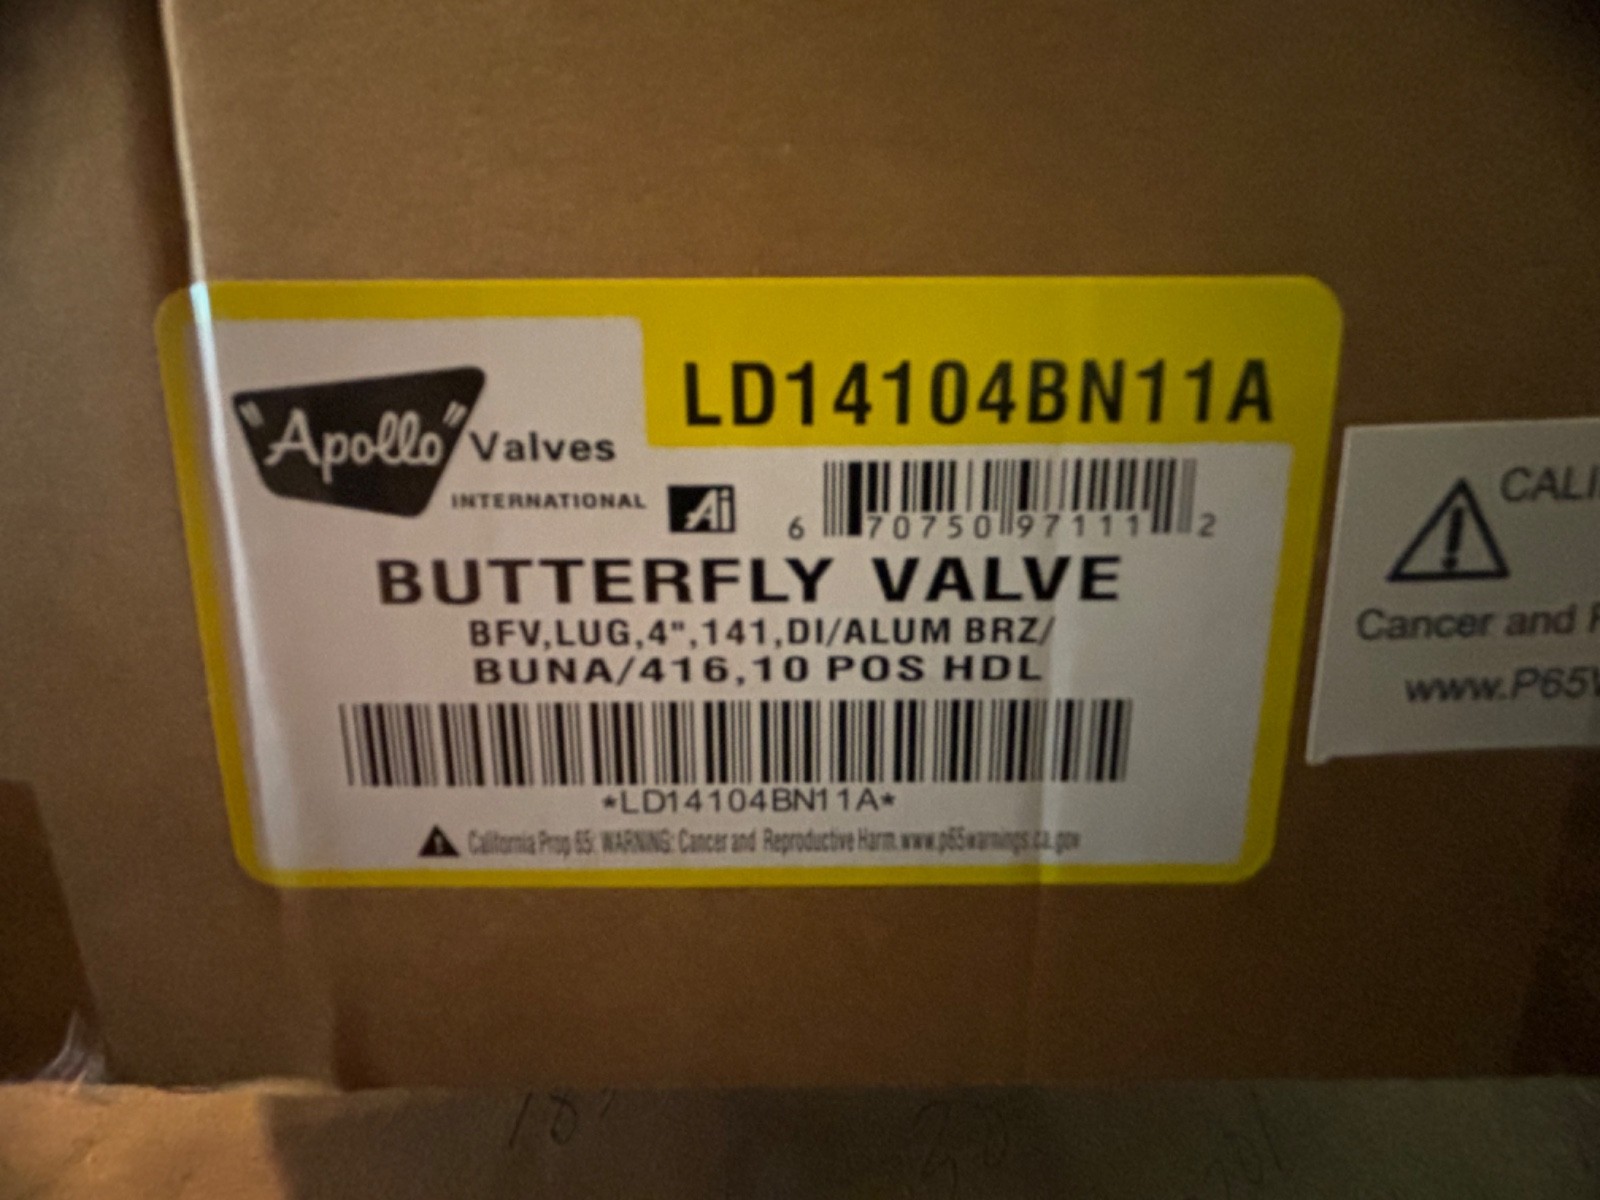 LD14104BN11A
"Apollo" Valves
INTERNATIONAL
Ai
6 70750 97111 2
BUTTERFLY VALVE
BFV,LUG,4",141,DI/ALUM BRZ/
BUNA/416,10 POS HDL
*LD14104BN11A*
California Prop 65: WARNING: Cancer and Reproductive Harm.www.p65warnings.ca.gov
CALI
Cancer and
www.P65
18'